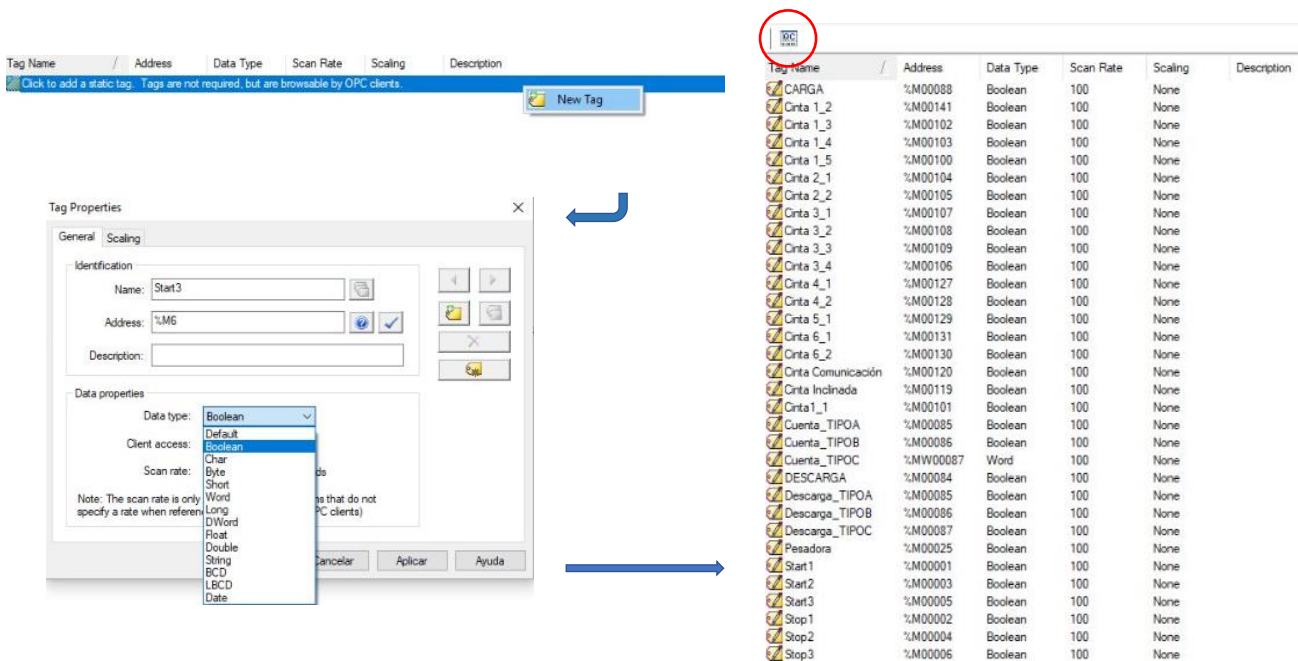 Tag Name / Address Data Type Scan Rate Scaling Description
Click to add a static tag. Tags are not required, but are browsable by OPC clients.
New Tag
Tag Properties
General Scaling
Identification
Name: Start3
Address: %M6
Description:
Data properties
Data type: Boolean
Default
Boolean
Client access:
Char
Scan rate: Byte ds
Short
Note: The scan rate is only Word ns that do not
specify a rate when referen Long PC clients)
DWord
Float
Double
String
BCD
LBCD
Date
Cancelar Aplicar Ayuda
Tag Name / Address Data Type Scan Rate Scaling Description
CARGA %M00088 Boolean 100 None
Cinta 1_2 %M00141 Boolean 100 None
Cinta 1_3 %M00102 Boolean 100 None
Cinta 1_4 %M00103 Boolean 100 None
Cinta 1_5 %M00100 Boolean 100 None
Cinta 2_1 %M00104 Boolean 100 None
Cinta 2_2 %M00105 Boolean 100 None
Cinta 3_1 %M00107 Boolean 100 None
Cinta 3_2 %M00108 Boolean 100 None
Cinta 3_3 %M00109 Boolean 100 None
Cinta 3_4 %M00106 Boolean 100 None
Cinta 4_1 %M00127 Boolean 100 None
Cinta 4_2 %M00128 Boolean 100 None
Cinta 5_1 %M00129 Boolean 100 None
Cinta 6_1 %M00131 Boolean 100 None
Cinta 6_2 %M00130 Boolean 100 None
Cinta Comunicación %M00120 Boolean 100 None
Cinta Inclinada %M00119 Boolean 100 None
Cinta1_1 %M00101 Boolean 100 None
Cuenta_TIPOA %M00085 Boolean 100 None
Cuenta_TIPOB %M00086 Boolean 100 None
Cuenta_TIPOC %MW00087 Word 100 None
DESCARGA %M00084 Boolean 100 None
Descarga_TIPOA %M00085 Boolean 100 None
Descarga_TIPOB %M00086 Boolean 100 None
Descarga_TIPOC %M00087 Boolean 100 None
Pesadora %M00025 Boolean 100 None
Start1 %M00001 Boolean 100 None
Start2 %M00003 Boolean 100 None
Start3 %M00005 Boolean 100 None
Stop1 %M00002 Boolean 100 None
Stop2 %M00004 Boolean 100 None
Stop3 %M00006 Boolean 100 None